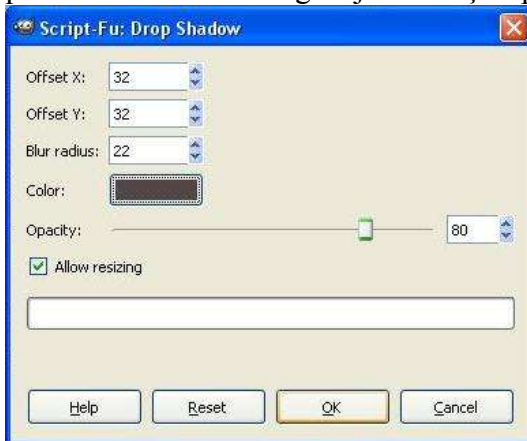 Script-Fu: Drop Shadow
Offset X: 32
Offset Y: 32
Blur radius: 22
Color:
Opacity: 80
Allow resizing
Help Reset OK Cancel